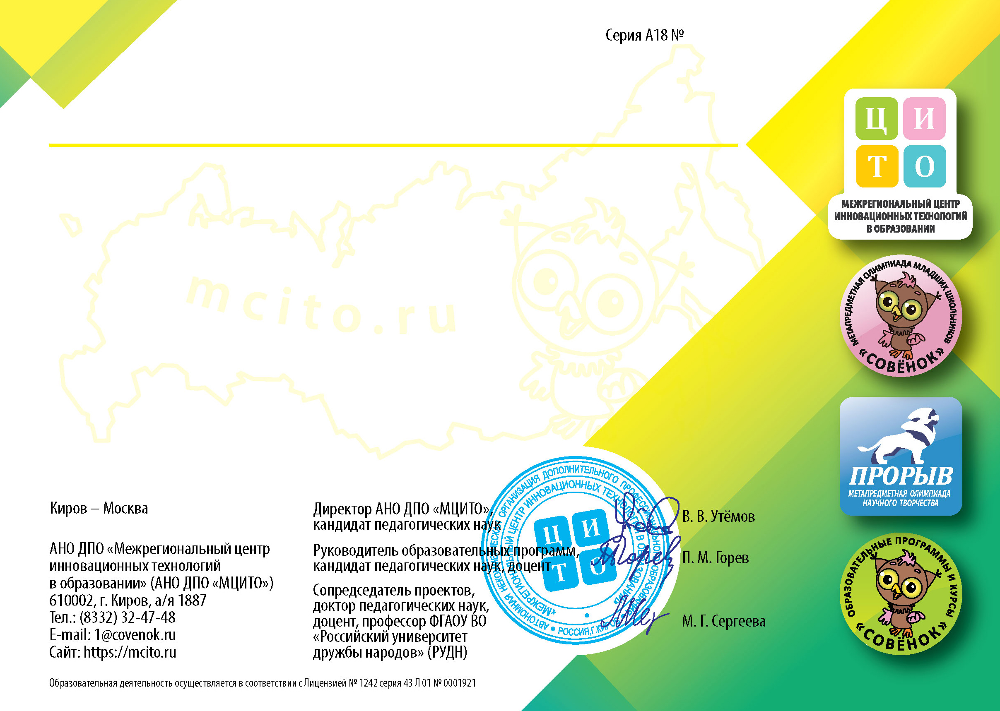 Серия А18 №
ЦИ
ТО
МЕЖРЕГИОНАЛЬНЫЙ ЦЕНТР
ИННОВАЦИОННЫХ ТЕХНОЛОГИЙ
В ОБРАЗОВАНИИ
mcito.ru
МЕТАПРЕДМЕТНАЯ ОЛИМПИАДА МЛАДШИХ ШКОЛЬНИКОВ
«СОВЁНОК»
ПРОРЫВ
МЕТАПРЕДМЕТНАЯ ОЛИМПИАДА
НАУЧНОГО ТВОРЧЕСТВА
ОБРАЗОВАТЕЛЬНЫЕ ПРОГРАММЫ И КУРСЫ
«СОВЁНОК»
Киров – Москва
АНО ДПО «Межрегиональный центр
инновационных технологий
в образовании» (АНО ДПО «МЦИТО»)
610002, г. Киров, а/я 1887
Тел.: (8332) 32-47-48
E-mail: 1@covenok.ru
Сайт: https://mcito.ru
Директор АНО ДПО «МЦИТО»,
кандидат педагогических наук
В. В. Утёмов
Руководитель образовательных программ,
кандидат педагогических наук, доцент
П. М. Горев
Сопредседатель проектов,
доктор педагогических наук,
доцент, профессор ФГАОУ ВО
«Российский университет
дружбы народов» (РУДН)
М. Г. Сергеева
АВТОНОМНАЯ НЕКОММЕРЧЕСКАЯ ОРГАНИЗАЦИЯ ДОПОЛНИТЕЛЬНОГО ПРОФЕССИОНАЛЬНОГО ОБРАЗОВАНИЯ
• РОССИЯ, Г. КИРОВ •
«МЕЖРЕГИОНАЛЬНЫЙ ЦЕНТР ИННОВАЦИОННЫХ ТЕХНОЛОГИЙ В ОБРАЗОВАНИИ»
ЦИ
ТО
Образовательная деятельность осуществляется в соответствии с Лицензией № 1242 серия 43 Л 01 № 0001921